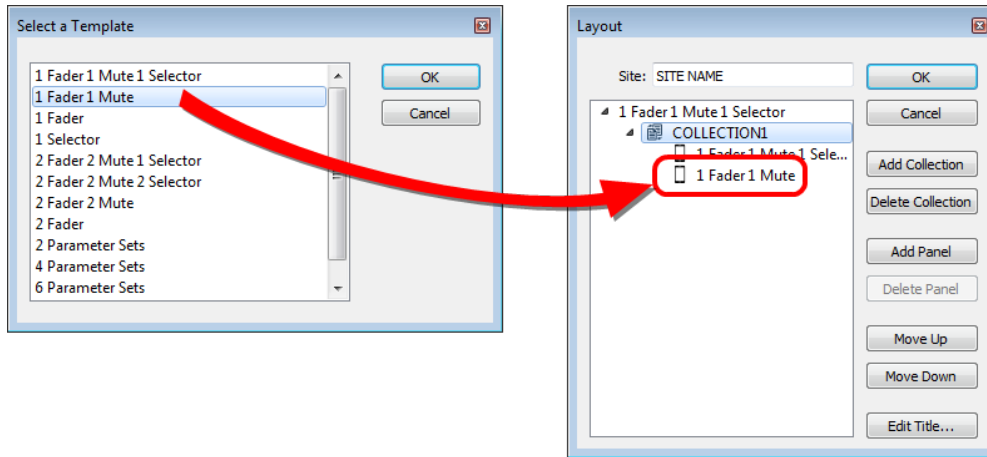 Select a Template
1 Fader 1 Mute 1 Selector
1 Fader 1 Mute
1 Fader
1 Selector
2 Fader 2 Mute 1 Selector
2 Fader 2 Mute 2 Selector
2 Fader 2 Mute
2 Fader
2 Parameter Sets
4 Parameter Sets
6 Parameter Sets
OK
Cancel
Layout
Site: SITE NAME
1 Fader 1 Mute 1 Selector
COLLECTION1
1 Fader 1 Mute 1 Sele...
1 Fader 1 Mute
OK
Cancel
Add Collection
Delete Collection
Add Panel
Delete Panel
Move Up
Move Down
Edit Title...